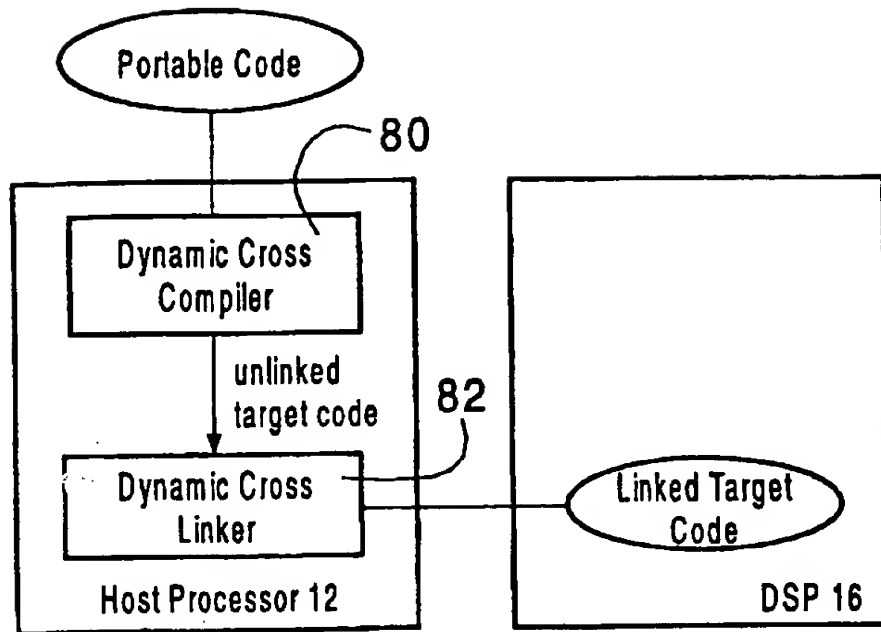 Portable Code
80
Dynamic Cross
Compiler
unlinked
target code
82
Dynamic Cross
Linker
Linked Target
Code
Host Processor 12
DSP 16